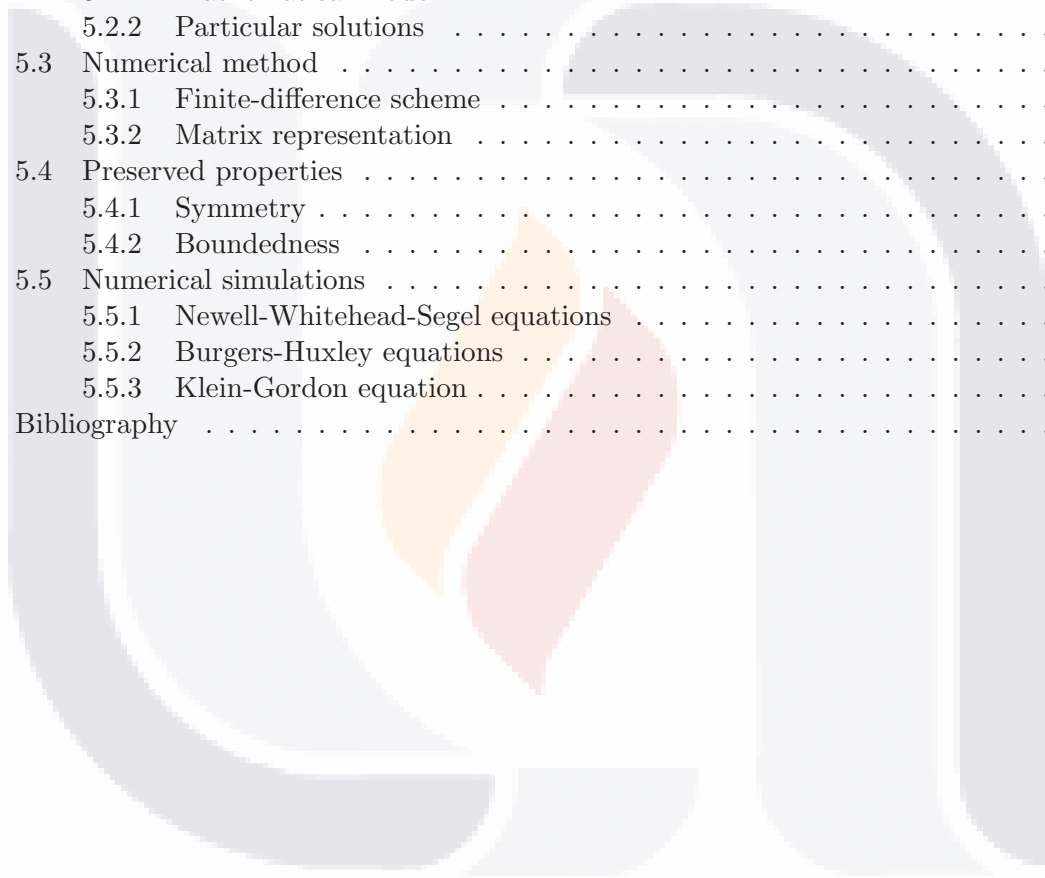 5.2.2 Particular solutions . . . . . . . . . . . . . . . . . . . . . . . . . . .
5.3 Numerical method . . . . . . . . . . . . . . . . . . . . . . . . . . . . . . . .
5.3.1 Finite-difference scheme . . . . . . . . . . . . . . . . . . . . . . . . .
5.3.2 Matrix representation . . . . . . . . . . . . . . . . . . . . . . . . . .
5.4 Preserved properties . . . . . . . . . . . . . . . . . . . . . . . . . . . . . . .
5.4.1 Symmetry . . . . . . . . . . . . . . . . . . . . . . . . . . . . . . . . .
5.4.2 Boundedness . . . . . . . . . . . . . . . . . . . . . . . . . . . . . . .
5.5 Numerical simulations . . . . . . . . . . . . . . . . . . . . . . . . . . . . . .
5.5.1 Newell-Whitehead-Segel equations . . . . . . . . . . . . . . . . . . .
5.5.2 Burgers-Huxley equations . . . . . . . . . . . . . . . . . . . . . . . .
5.5.3 Klein-Gordon equation . . . . . . . . . . . . . . . . . . . . . . . . . .
Bibliography . . . . . . . . . . . . . . . . . . . . . . . . . . . . . . . . . . . . . .